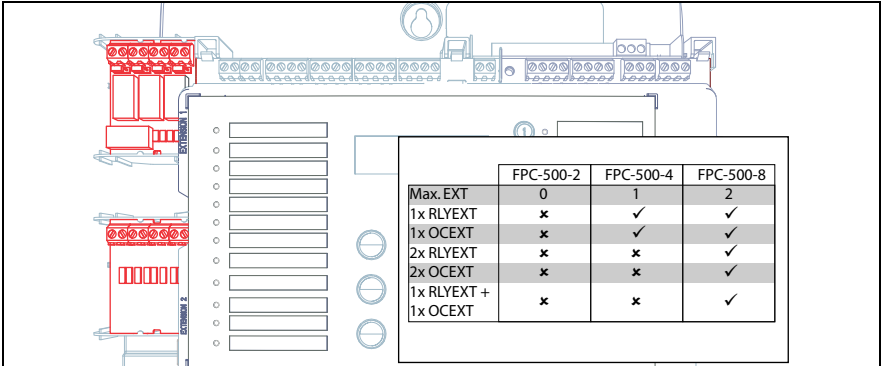 EXTENSION 1
EXTENSION 2
1
FPC-500-2 FPC-500-4 FPC-500-8
Max. EXT 0 1 2
1x RLYEXT ✗ ✓ ✓
1x OCEXT ✗ ✓ ✓
2x RLYEXT ✗ ✗ ✓
2x OCEXT ✗ ✗ ✓
1x RLYEXT +
1x OCEXT ✗ ✗ ✓